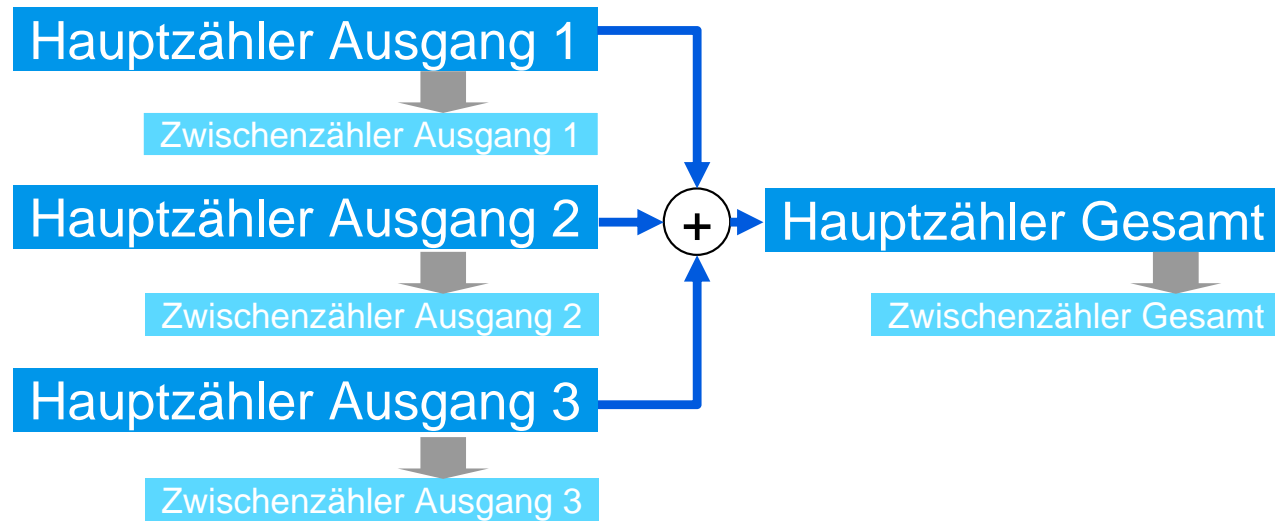 Hauptzähler Ausgang 1
Zwischenzähler Ausgang 1
Hauptzähler Ausgang 2
Zwischenzähler Ausgang 2
Hauptzähler Ausgang 3
Zwischenzähler Ausgang 3
+
Hauptzähler Gesamt
Zwischenzähler Gesamt